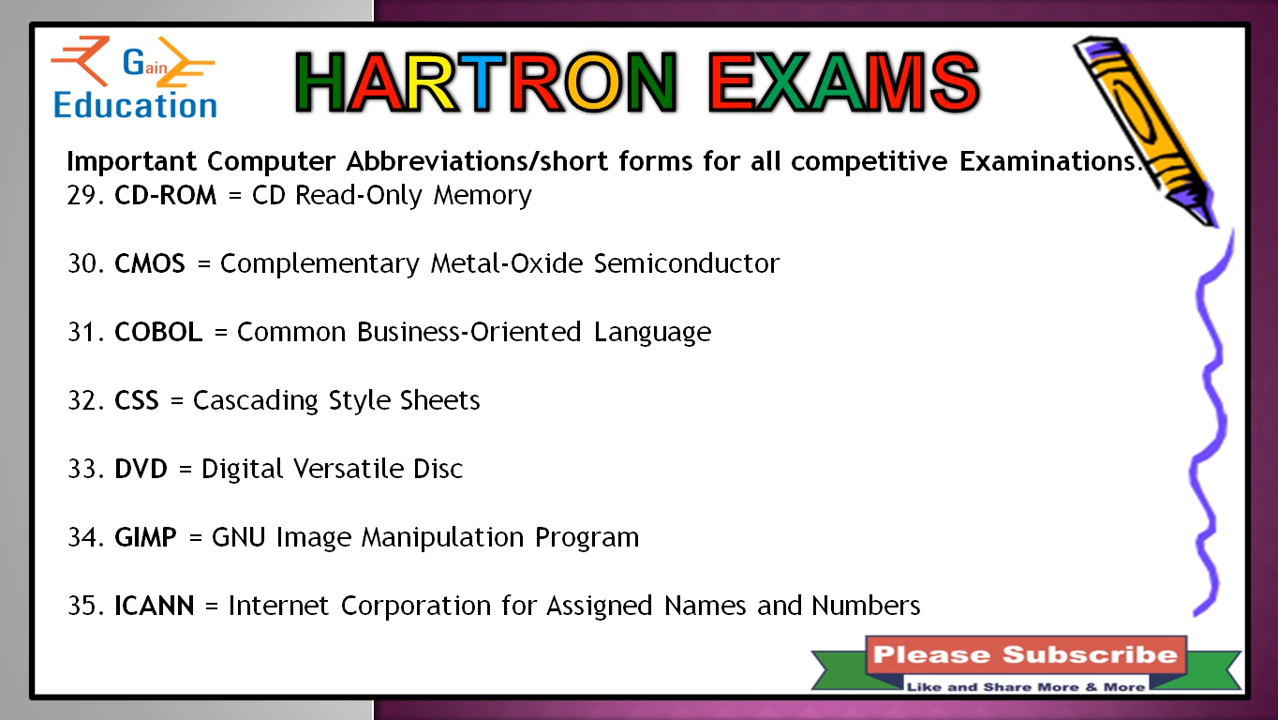 Gain
Education
HARTRON EXAMS
Important Computer Abbreviations/short forms for all competitive Examinations.
29. CD-ROM = CD Read-Only Memory
30. CMOS = Complementary Metal-Oxide Semiconductor
31. COBOL = Common Business-Oriented Language
32. CSS = Cascading Style Sheets
33. DVD = Digital Versatile Disc
34. GIMP = GNU Image Manipulation Program
35. ICANN = Internet Corporation for Assigned Names and Numbers
Please Subscribe
Like and Share More & More